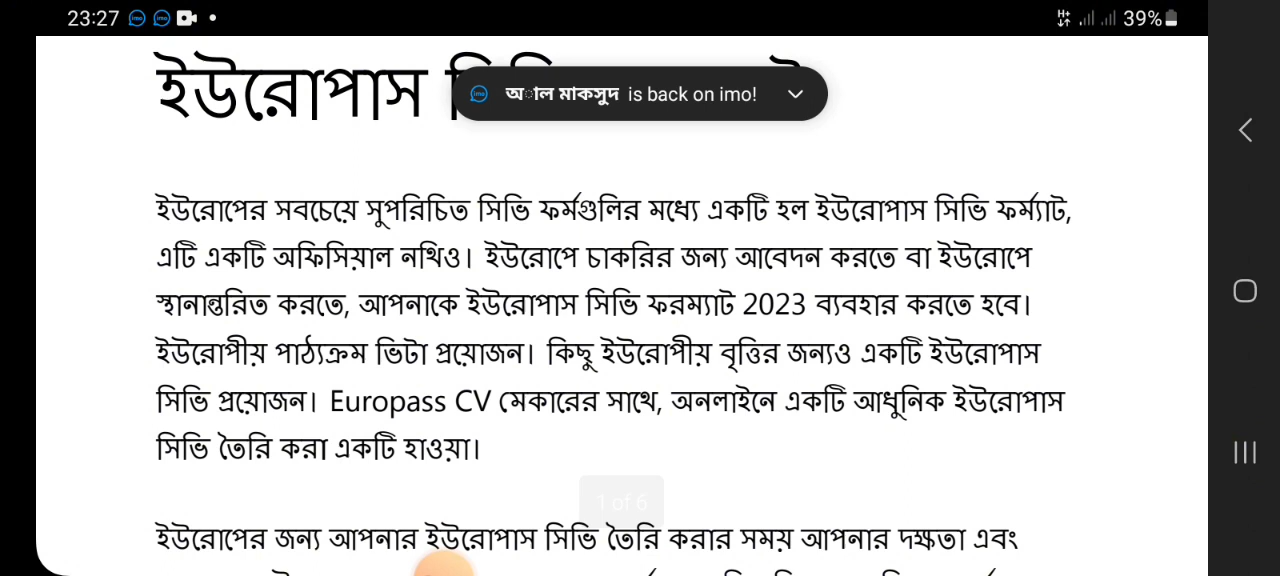 23:27
H+ 39%
ইউরোপাস
অাল মাকসুদ is back on imo!
ইউরোপের সবচেয়ে সুপরিচিত সিভি ফর্মগুলির মধ্যে একটি হল ইউরোপাস সিভি ফর্ম্যাট,
এটি একটি অফিসিয়াল নথিও। ইউরোপে চাকরির জন্য আবেদন করতে বা ইউরোপে
স্থানান্তরিত করতে, আপনাকে ইউরোপাস সিভি ফরম্যাট 2023 ব্যবহার করতে হবে।
ইউরোপীয় পাঠ্যক্রম ভিটা প্রয়োজন। কিছু ইউরোপীয় বৃত্তির জন্যও একটি ইউরোপাস
সিভি প্রয়োজন। Europass CV মেকারের সাথে, অনলাইনে একটি আধুনিক ইউরোপাস
সিভি তৈরি করা একটি হাওয়া।
1 of 6
ইউরোপের জন্য আপনার ইউরোপাস সিভি তৈরি করার সময় আপনার দক্ষতা এবং